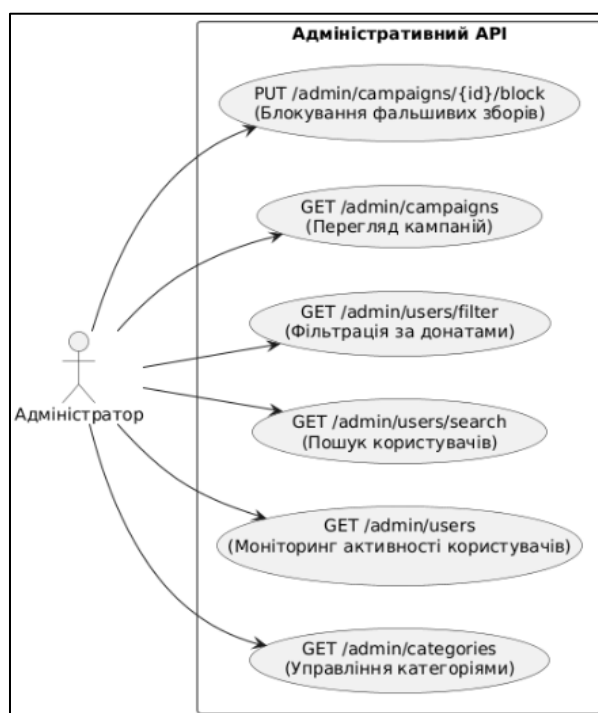 Адміністративний API
PUT /admin/campaigns/{id}/block
(Блокування фальшивих зборів)
GET /admin/campaigns
(Перегляд кампаній)
GET /admin/users/filter
(Фільтрація за донатами)
Адміністратор
GET /admin/users/search
(Пошук користувачів)
GET /admin/users
(Моніторинг активності користувачів)
GET /admin/categories
(Управління категоріями)